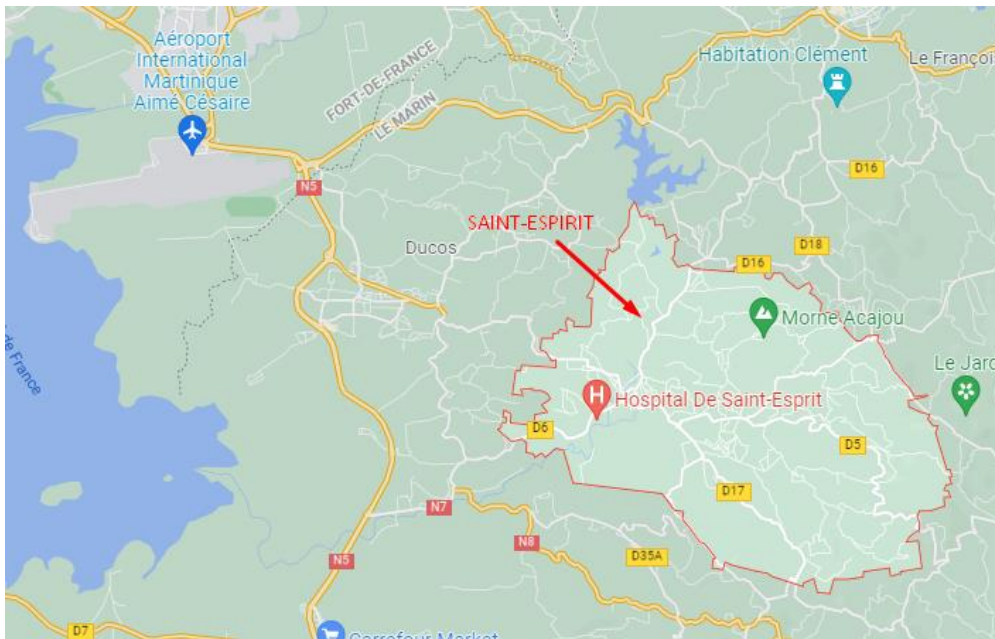 Aéroport
International
Martinique
Aimé Césaire
FORT-DE-FRANCE
LE MARIN
Habitation Clément
Le François
D16
N5
SAINT-ESPIRIT
Ducos
D18
D16
Morne Acajou
de France
Le Jard
Hospital De Saint-Esprit
D6
D5
D17
N7
N8
D35A
N5
D7
Carrefour Market